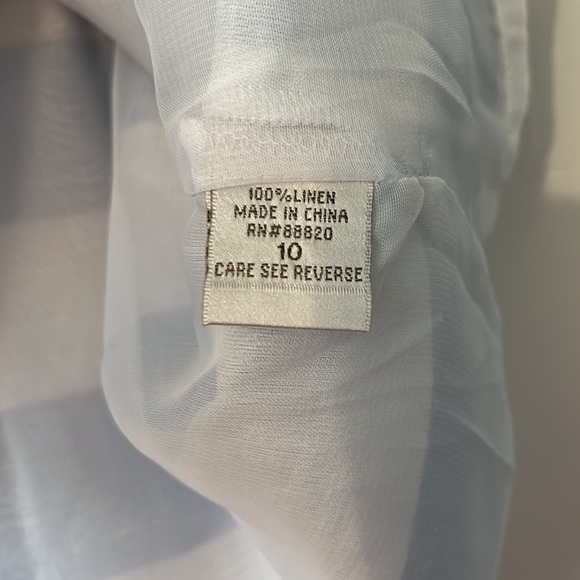 100%LINEN
MADE IN CHINA
RN#88820
10
CARE SEE REVERSE